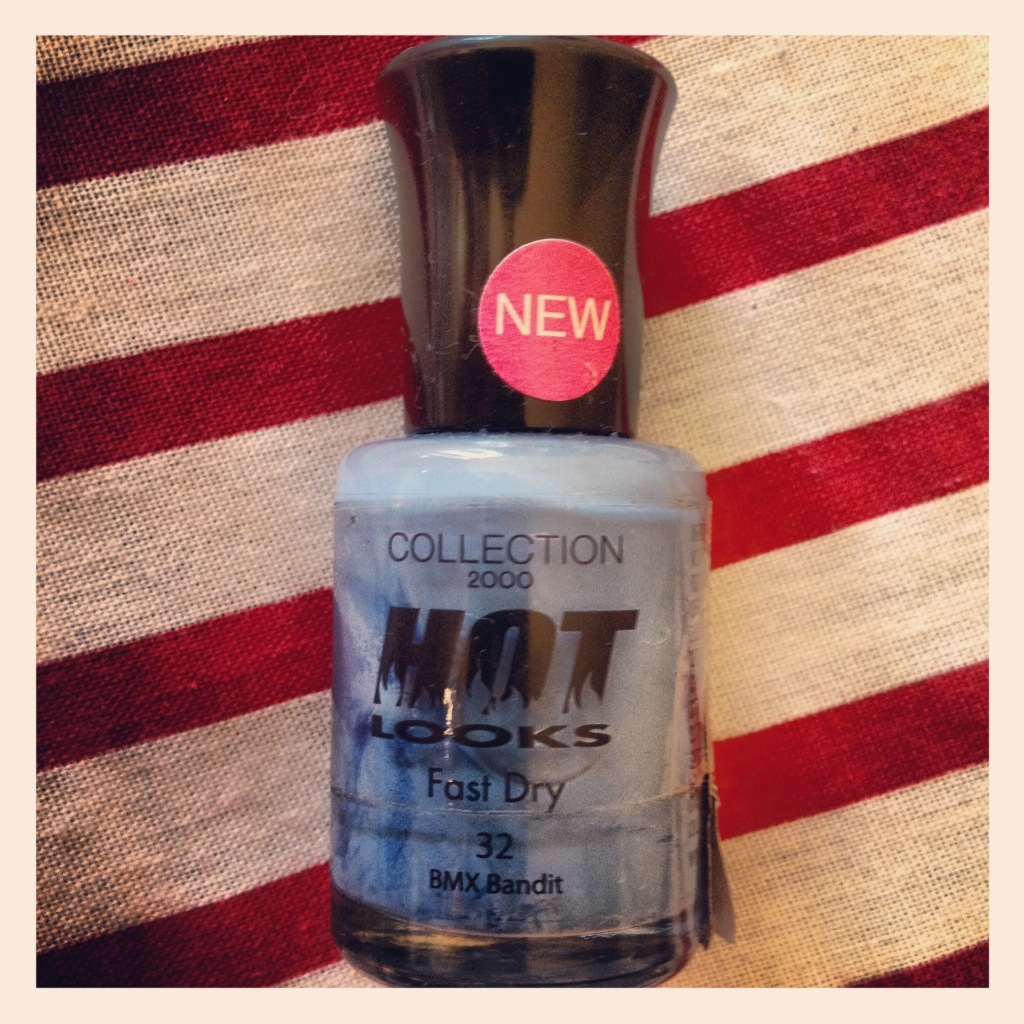 NEW
COLLECTION
2000
HOT
LOOKS
Fast Dry
32
BMX Bandit